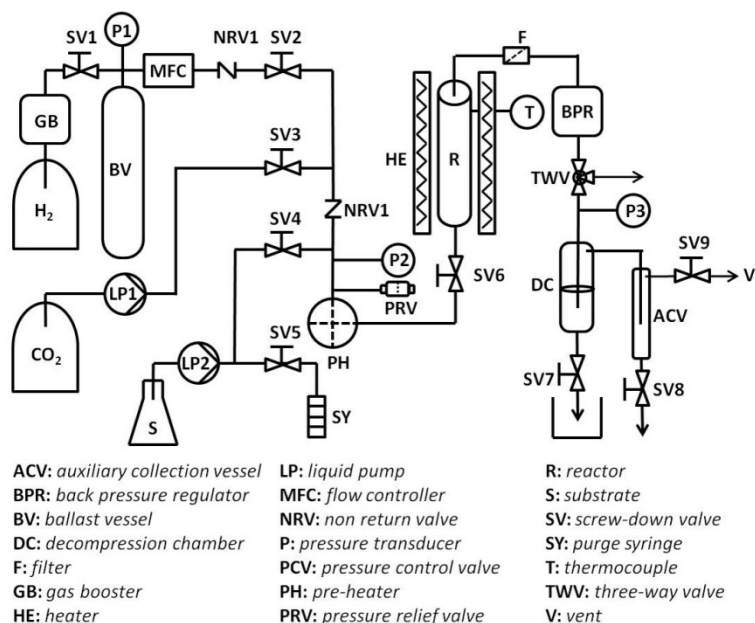 SV1
P1
NRV1
SV2
MFC
F
GB
BV
H2
SV3
HE
R
T
BPR
TWV
NRV1
P3
SV4
P2
SV9
V
LP1
CO2
PRV
SV6
DC
ACV
SV5
PH
LP2
SV7
SV8
S
SY
ACV: auxiliary collection vessel
BPR: back pressure regulator
BV: ballast vessel
DC: decompression chamber
F: filter
GB: gas booster
HE: heater
LP: liquid pump
MFC: flow controller
NRV: non return valve
P: pressure transducer
PCV: pressure control valve
PH: pre-heater
PRV: pressure relief valve
R: reactor
S: substrate
SV: screw-down valve
SY: purge syringe
T: thermocouple
TWV: three-way valve
V: vent